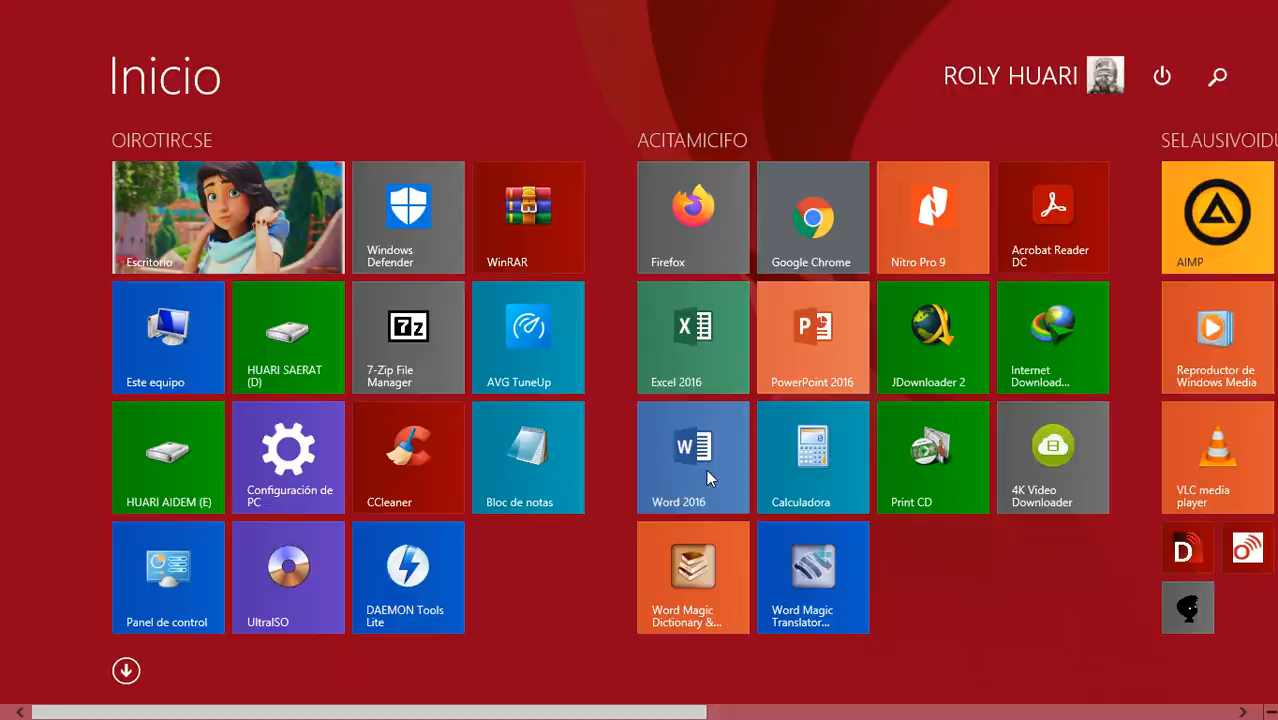 Inicio
ROLY HUARI
OIROTIRCSE
ACITAMICIFO
SELAUSIVOIDU
Escritorio
Windows
Defender
WinRAR
Firefox
Google Chrome
Nitro Pro 9
Acrobat Reader
DC
AIMP
Este equipo
HUARI SAERAT
(D)
7z
7-Zip File
Manager
AVG TuneUp
X
Excel 2016
P
PowerPoint 2016
JDownloader 2
Internet
Download...
Reproductor de
Windows Media
HUARI AIDEM (E)
Configuración de
PC
CCleaner
Bloc de notas
W
Word 2016
Calculadora
Print CD
4K Video
Downloader
VLC media
player
Panel de control
UltraISO
DAEMON Tools
Lite
Word Magic
Dictionary &...
Word Magic
Translator...
D